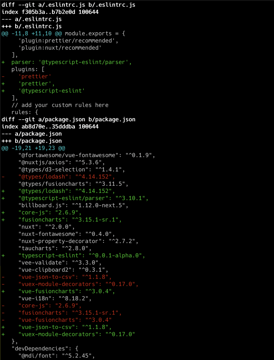 diff --git a/.eslintrc.js b/.eslintrc.js
index f305b3a..b7b2e0d 100644
--- a/.eslintrc.js
+++ b/.eslintrc.js
@@ -11,8 +11,10 @@ module.exports = {
'plugin:prettier/recommended',
'plugin:nuxt/recommended'
],
+ parser: '@typescript-eslint/parser',
plugins: [
- 'prettier'
+ 'prettier',
+ '@typescript-eslint'
],
// add your custom rules here
rules: {
diff --git a/package.json b/package.json
index ab8d70e..35dddba 100644
--- a/package.json
+++ b/package.json
@@ -19,21 +19,23 @@
"@fortawesome/vue-fontawesome": "^0.1.9",
"@nuxtjs/axios": "^5.3.6",
"@types/d3-selection": "^1.4.1",
- "@types/lodash": "^4.14.152",
"@types/fusioncharts": "^3.11.5",
+ "@types/lodash": "^4.14.152",
+ "@typescript-eslint/parser": "^3.10.1",
"billboard.js": "^1.12.0-next.5",
+ "core-js": "^2.6.9",
+ "fusioncharts": "^3.15.1-sr.1",
"nuxt": "^2.0.0",
"nuxt-fontawesome": "^0.4.0",
"nuxt-property-decorator": "^2.7.2",
"taucharts": "^2.8.0",
+ "typescript-eslint": "^0.0.1-alpha.0",
"vee-validate": "^3.3.0",
"vue-clipboard2": "^0.3.1",
- "vue-json-to-csv": "^1.1.8",
- "vuex-module-decorators": "^0.17.0"
+ "vue-fusioncharts": "^3.0.4",
"vue-i18n": "^8.18.2",
- "core-js": "^2.6.9",
- "fusioncharts": "^3.15.1-sr.1",
- "vue-fusioncharts": "^3.0.4"
+ "vue-json-to-csv": "^1.1.8",
+ "vuex-module-decorators": "^0.17.0"
},
"devDependencies": {
"@mdi/font": "^5.2.45",